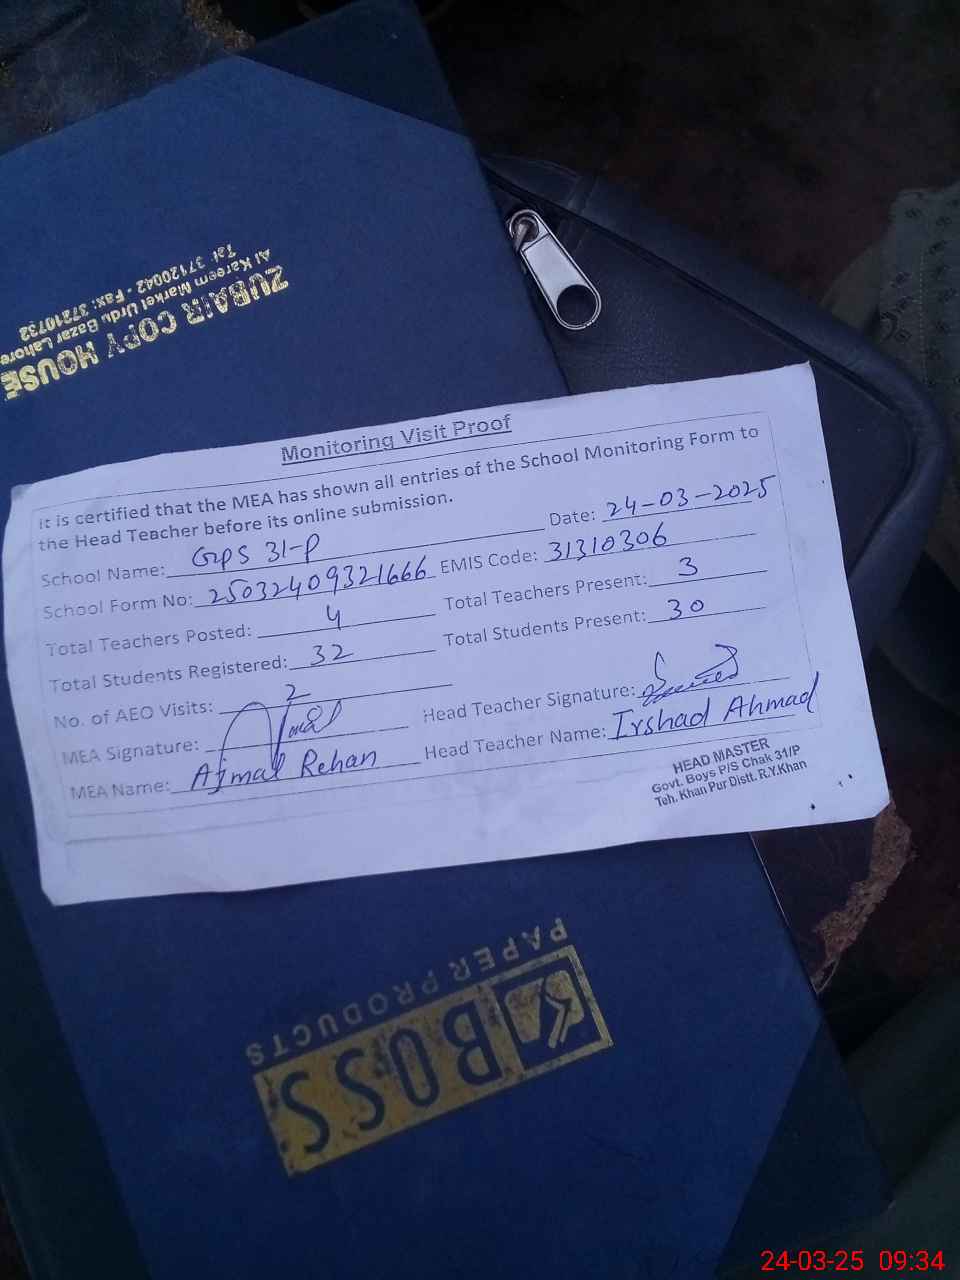 ZUBAIR COPY HOUSE
Al Kareem Market Urdu Bazar Lahore
Tel: 37120042 - Fax: 37210732
Monitoring Visit Proof
It is certified that the MEA has shown all entries of the School Monitoring Form to
the Head Teacher before its online submission.
School Name: GPS 31-P Date: 24-03-2025
School Form No: 25032409321666 EMIS Code: 31310306
Total Teachers Posted: 4 Total Teachers Present: 3
Total Students Registered: 32 Total Students Present: 30
No. of AEO Visits: 2
MEA Signature: Head Teacher Signature:
MEA Name: Ajmal Rehan Head Teacher Name: Irshad Ahmad
HEAD MASTER
Govt. Boys P/S Chak 31/P
Teh. Khan Pur Distt. R.Y.Khan
BOSS
PAPER PRODUCTS
24-03-25 09:34